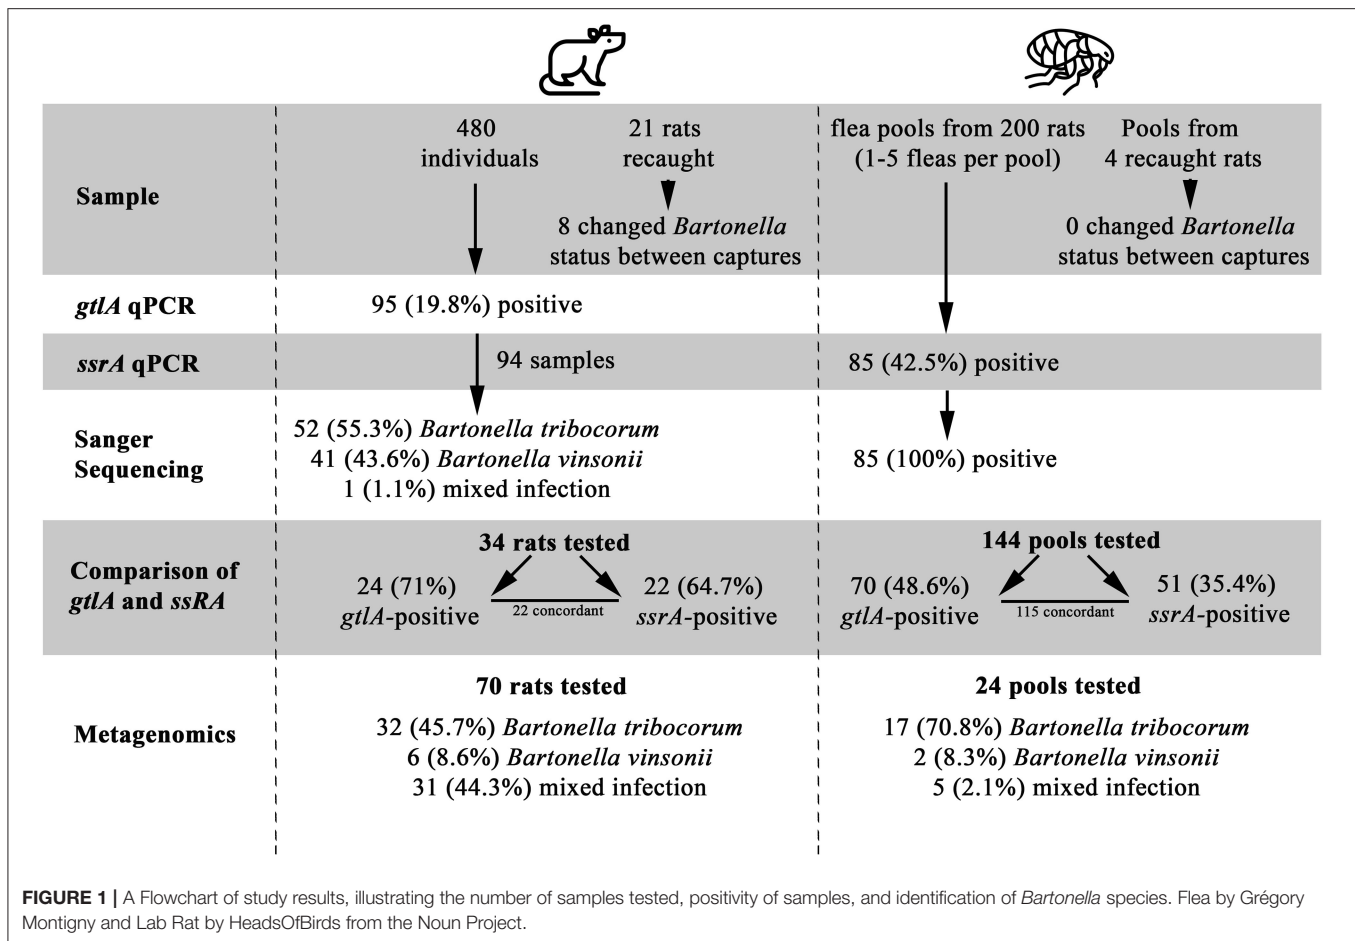 480
individuals
21 rats
recaught
flea pools from 200 rats
(1-5 fleas per pool)
Pools from
4 recaught rats
Sample
8 changed Bartonella
status between captures
0 changed Bartonella
status between captures
gtlA qPCR
95 (19.8%) positive
ssrA qPCR
94 samples
85 (42.5%) positive
Sanger
Sequencing
52 (55.3%) Bartonella tribocorum
41 (43.6%) Bartonella vinsonii
1 (1.1%) mixed infection
85 (100%) positive
Comparison of
gtlA and ssRA
34 rats tested
24 (71%)
gtlA-positive
22 concordant
22 (64.7%)
ssrA-positive
144 pools tested
70 (48.6%)
gtlA-positive
115 concordant
51 (35.4%)
ssrA-positive
Metagenomics
70 rats tested
32 (45.7%) Bartonella tribocorum
6 (8.6%) Bartonella vinsonii
31 (44.3%) mixed infection
24 pools tested
17 (70.8%) Bartonella tribocorum
2 (8.3%) Bartonella vinsonii
5 (2.1%) mixed infection
FIGURE 1 | A Flowchart of study results, illustrating the number of samples tested, positivity of samples, and identification of Bartonella species. Flea by Grégory
Montigny and Lab Rat by HeadsOfBirds from the Noun Project.